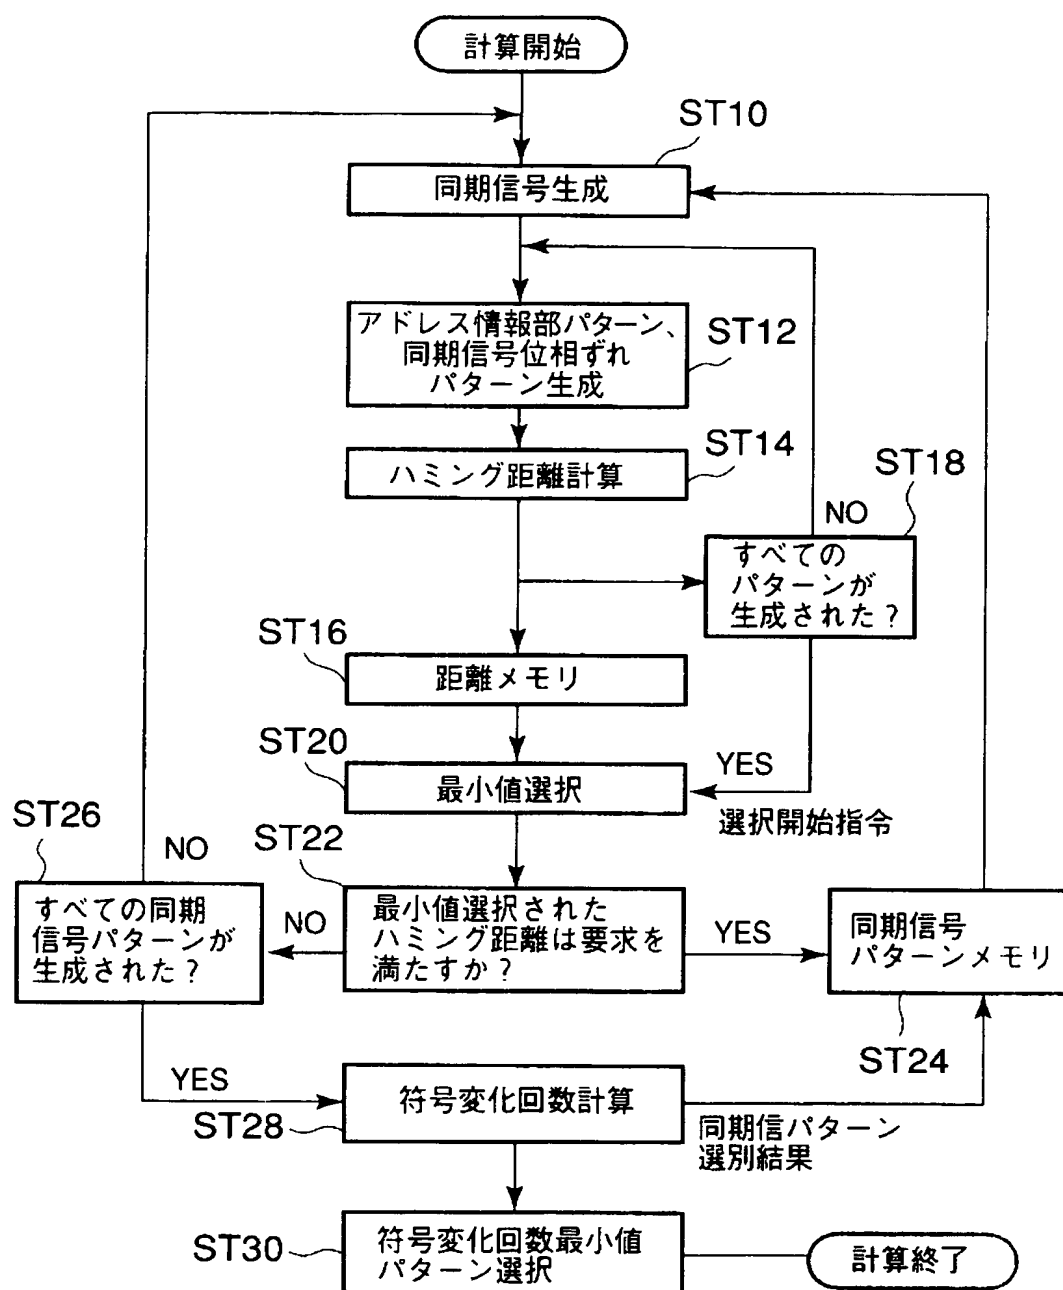 計算開始
ST10
同期信号生成
アドレス情報部パターン、
同期信号位相ずれ
パターン生成
ST12
ハミング距離計算
ST14
ST18
NO
すべての
パターンが
生成された？
ST16
距離メモリ
ST20
最小値選択
YES
選択開始指令
ST26
NO
ST22
すべての同期
信号パターンが
生成された？
NO
最小値選択された
ハミング距離は要求を
満たすか？
YES
同期信号
パターンメモリ
ST24
YES
ST28
符号変化回数計算
同期信パターン
選別結果
ST30
符号変化回数最小値
パターン選択
計算終了